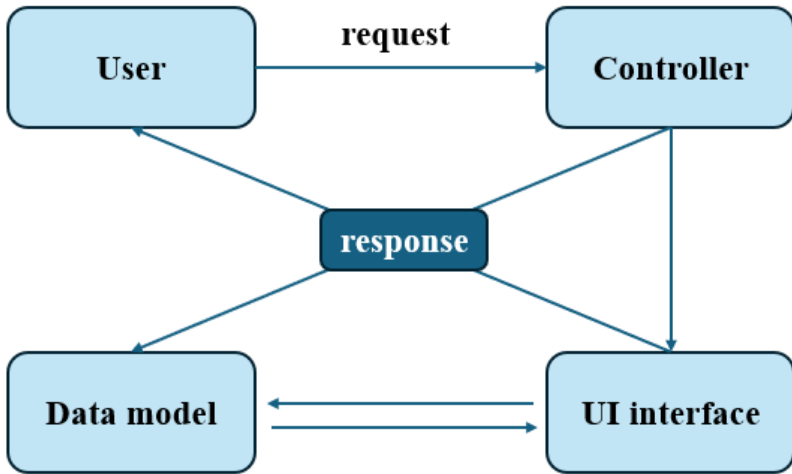 User
request
Controller
response
Data model
UI interface